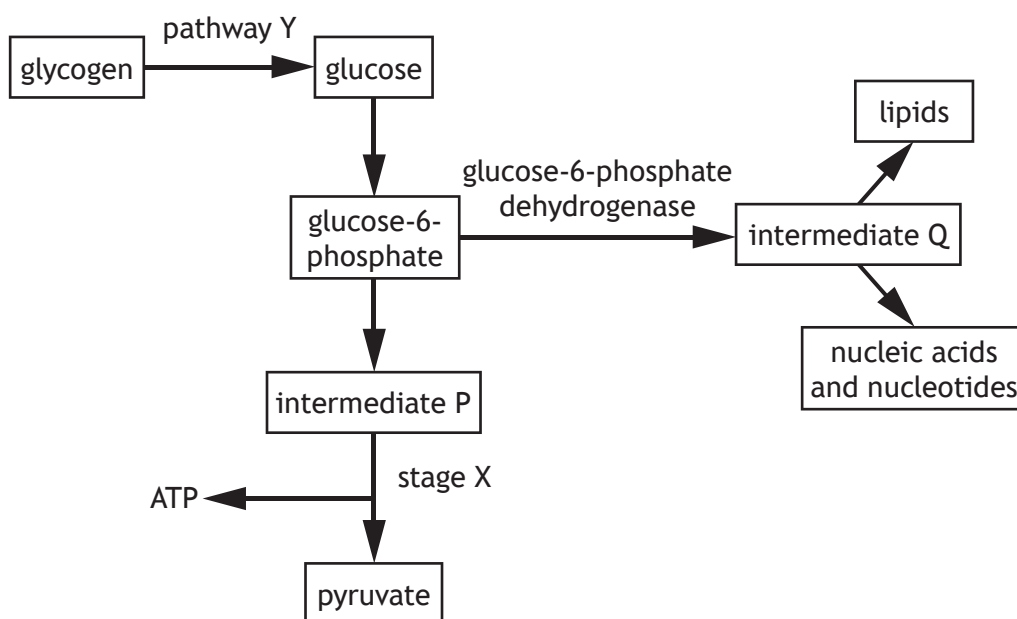 pathway Y
glycogen
glucose
lipids
glucose-6-phosphate
dehydrogenase
glucose-6-
phosphate
intermediate Q
nucleic acids
and nucleotides
intermediate P
stage X
ATP
pyruvate